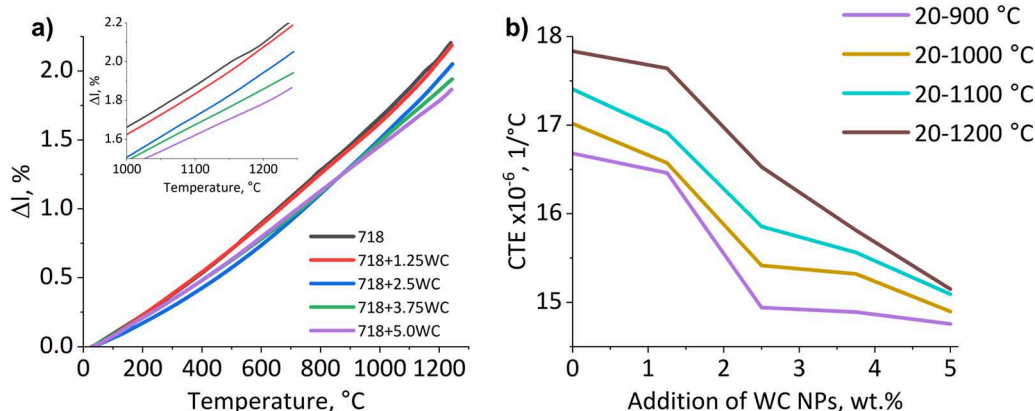 a)
2.2
2.0
1.8
1.6
Δl, %
1000
1100
1200
Temperature, °C
2.0
1.5
1.0
0.5
0.0
Δl, %
718
718+1.25WC
718+2.5WC
718+3.75WC
718+5.0WC
0 200 400 600 800 1000 1200
Temperature, °C
b)
18
17
16
15
CTE x10⁻⁶, 1/°C
20-900 °C
20-1000 °C
20-1100 °C
20-1200 °C
0 1 2 3 4 5
Addition of WC NPs, wt.%